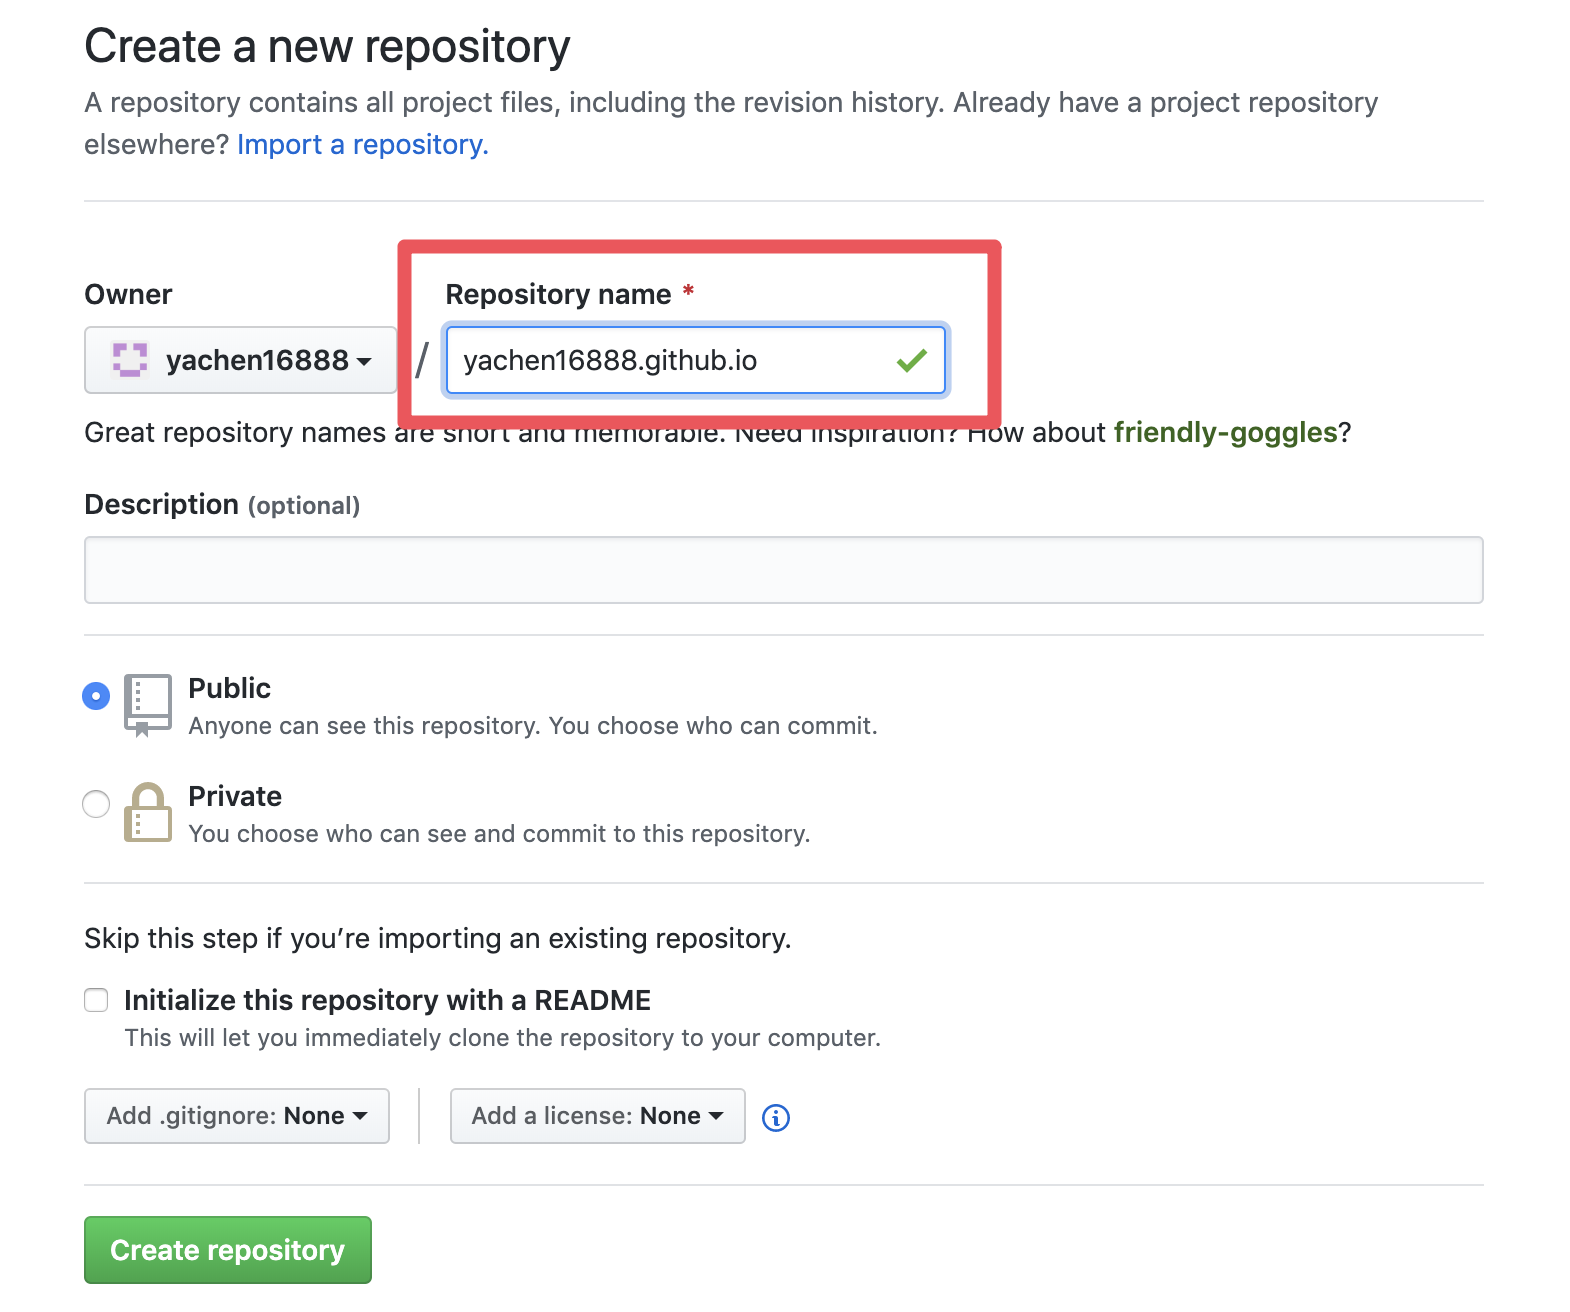 Create a new repository
A repository contains all project files, including the revision history. Already have a project repository
elsewhere? Import a repository.
Owner
Repository name *
yachen16888
/
yachen16888.github.io
Great repository names are short and memorable. Need inspiration? How about friendly-goggles?
Description (optional)
Public
Anyone can see this repository. You choose who can commit.
Private
You choose who can see and commit to this repository.
Skip this step if you’re importing an existing repository.
Initialize this repository with a README
This will let you immediately clone the repository to your computer.
Add .gitignore: None
Add a license: None
Create repository